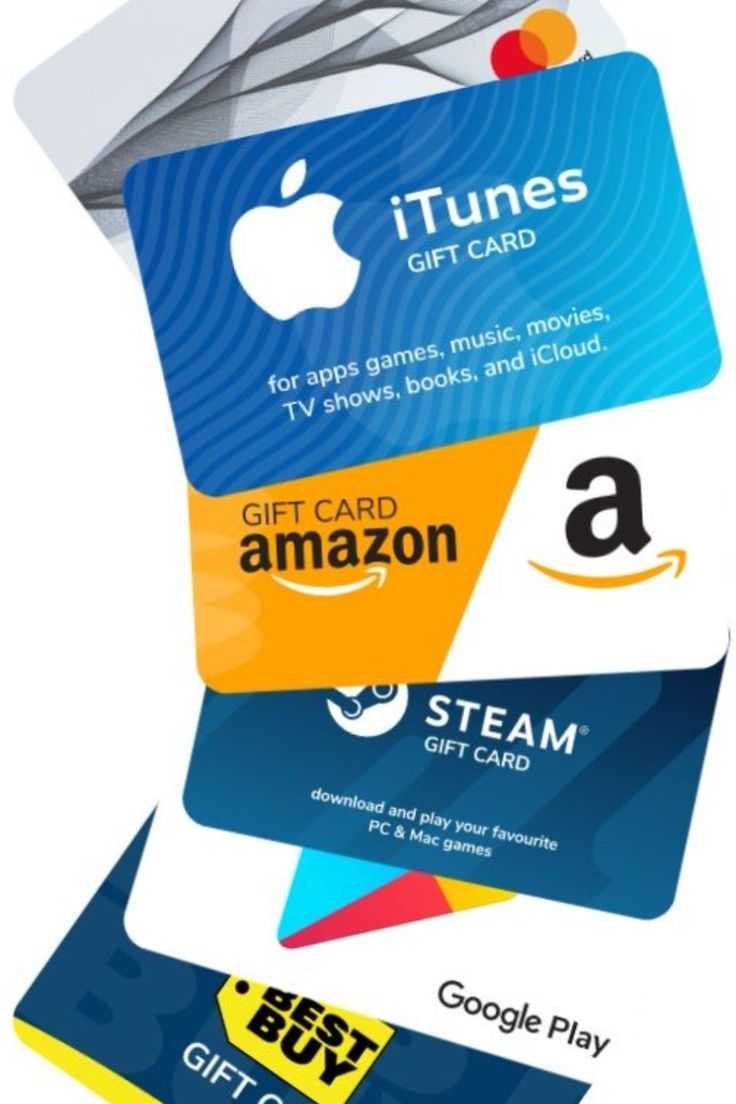 iTunes
GIFT CARD
for apps games, music, movies,
TV shows, books, and iCloud.
GIFT CARD
amazon
a
STEAM®
GIFT CARD
download and play your favourite
PC & Mac games
Google Play
BEST
BUY
GIFT C